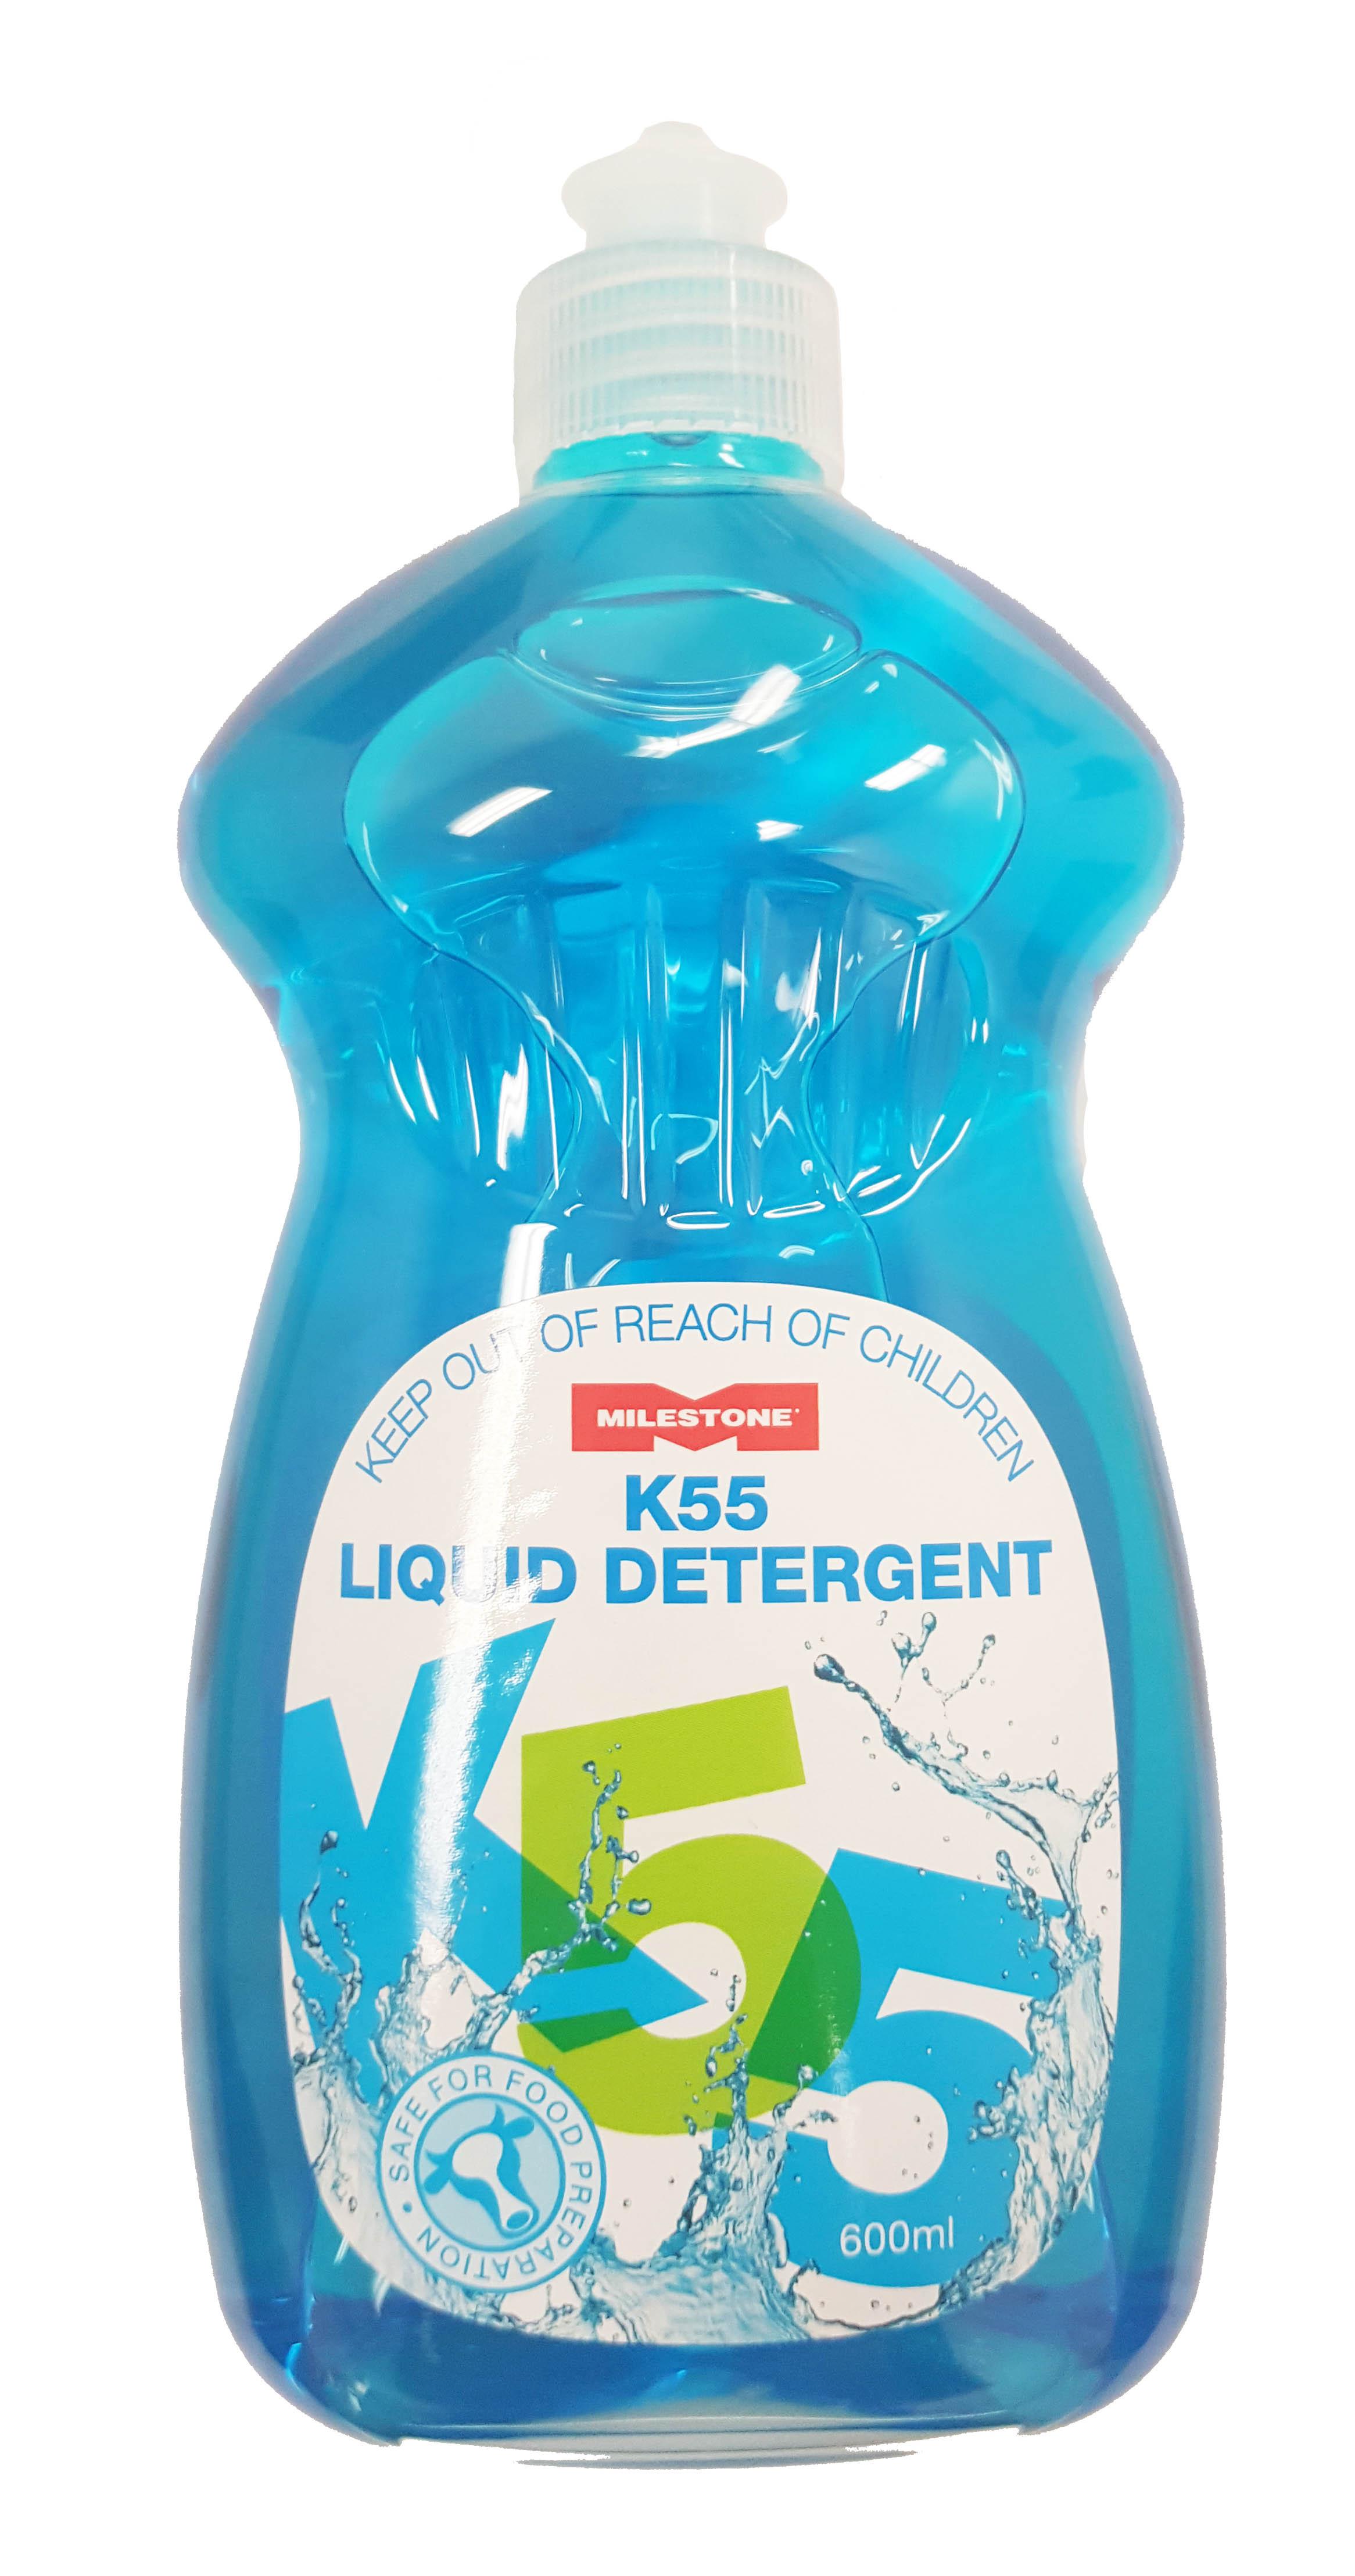 KEEP OUT OF REACH OF CHILDREN
MILESTONE
K55
LIQUID DETERGENT
K55
SAFE FOR FOOD PREPARATION •
600ml